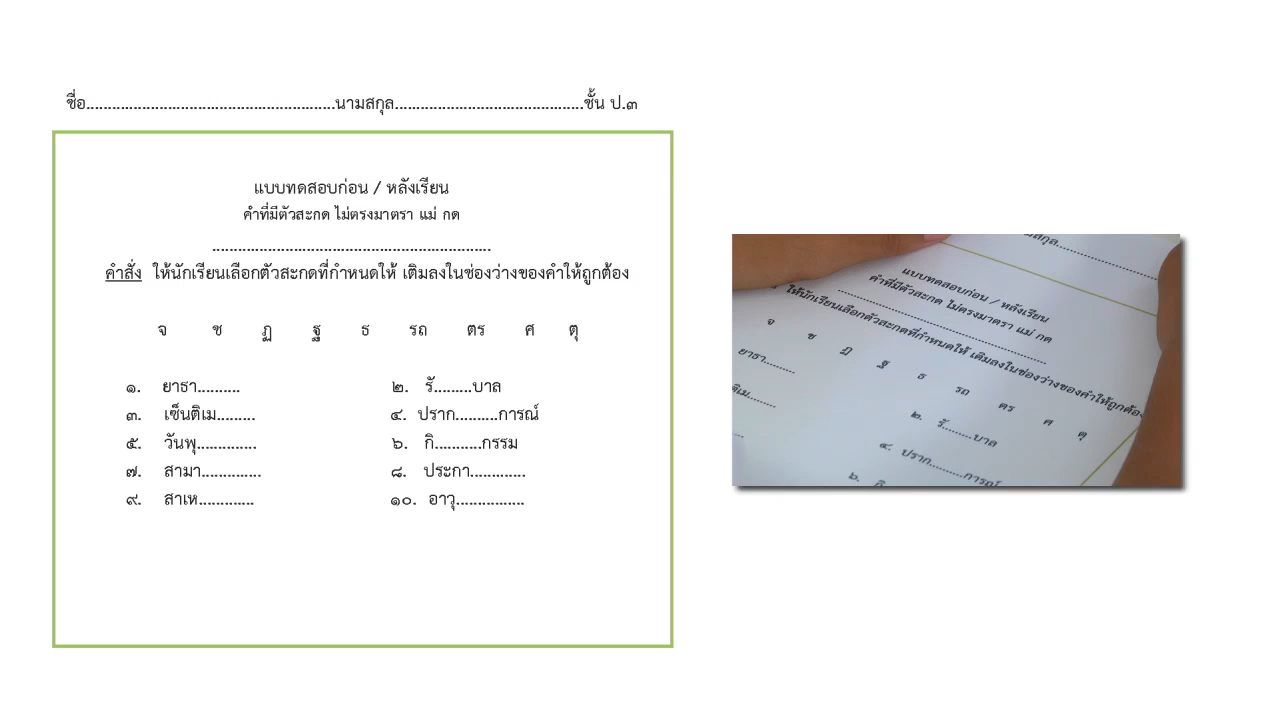 ชื่อ..........................................................นามสกุล............................................ชั้น ป.๓
แบบทดสอบก่อน / หลังเรียน
คำที่มีตัวสะกด ไม่ตรงมาตรา แม่ กด
.................................................................
คำสั่ง ให้นักเรียนเลือกตัวสะกดที่กำหนดให้ เติมลงในช่องว่างของคำให้ถูกต้อง
จ ช ฏ ฐ ธ รถ ตร ศ ตุ
๑. ยาธา.......... ๒. รั.........บาล
๓. เซ็นติเม......... ๔. ปราก..........การณ์
๕. วันพุ.............. ๖. กิ...........กรรม
๗. สามา.............. ๘. ประกา.............
๙. สาเห............. ๑๐. อาวุ................
มสกุล..............................
แบบทดสอบก่อน / หลังเรียน
คำที่มีตัวสะกด ไม่ตรงมาตรา แม่ กด
.................................................................
ให้นักเรียนเลือกตัวสะกดที่กำหนดให้ เติมลงในช่องว่างของคำให้ถูกต้อง
จ ช ฏ ฐ ธ รถ ตร ศ ตุ
ยาธา.......... ๒. รั.........บาล
ติเม......... ๔. ปราก..........การณ์
๖. กิ